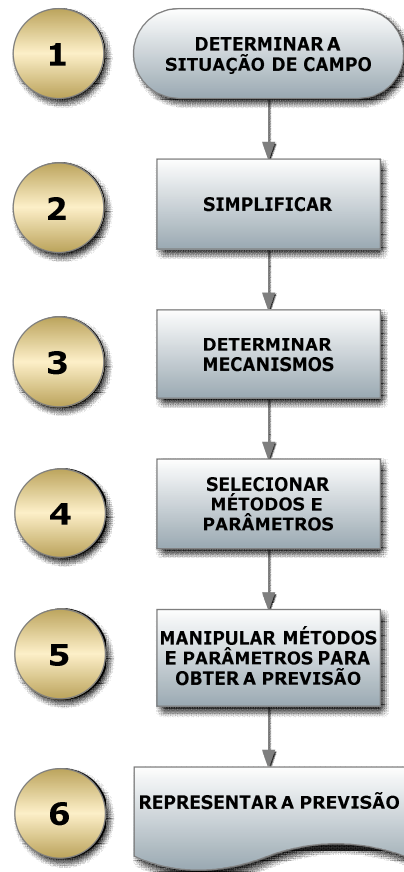 1
DETERMINAR A
SITUAÇÃO DE CAMPO
2
SIMPLIFICAR
3
DETERMINAR
MECANISMOS
4
SELECIONAR
MÉTODOS E
PARÂMETROS
5
MANIPULAR MÉTODOS
E PARÂMETROS PARA
OBTER A PREVISÃO
6
REPRESENTAR A PREVISÃO